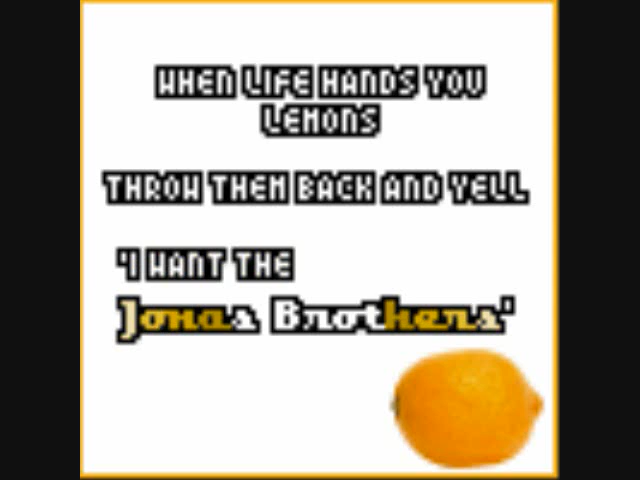 WHEN LIFE HANDS YOU
LEMONS
THROW THEM BACK AND YELL
'I WANT THE
Jonas Brothers'